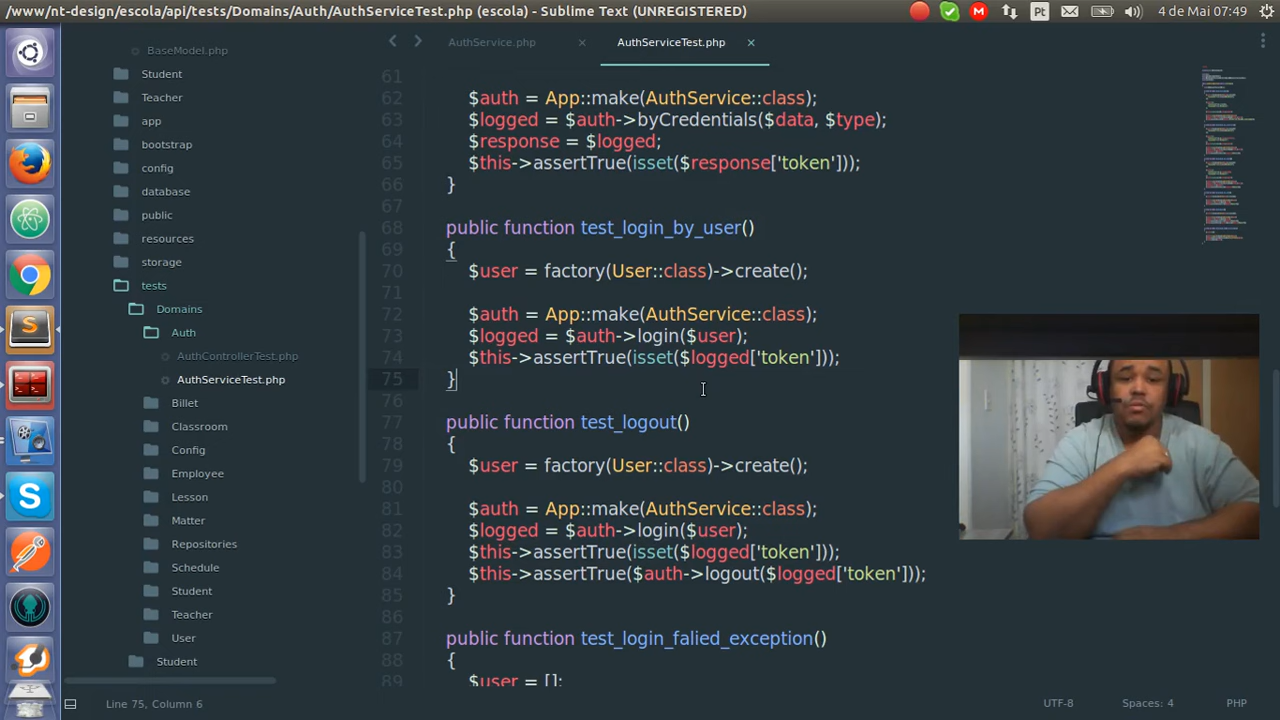 /www/nt-design/escola/api/tests/Domains/Auth/AuthServiceTest.php (escola) - Sublime Text (UNREGISTERED)
Pt
4 de Mai 07:49
BaseModel.php
Student
Teacher
app
bootstrap
config
database
public
resources
storage
tests
Domains
Auth
AuthControllerTest.php
AuthServiceTest.php
Billet
Classroom
Config
Employee
Lesson
Matter
Repositories
Schedule
Student
Teacher
User
Student
AuthService.php
AuthServiceTest.php
61
62 $auth = App::make(AuthService::class);
63 $logged = $auth->byCredentials($data, $type);
64 $response = $logged;
65 $this->assertTrue(isset($response['token']));
66 }
67
68 public function test_login_by_user()
69 {
70 $user = factory(User::class)->create();
71
72 $auth = App::make(AuthService::class);
73 $logged = $auth->login($user);
74 $this->assertTrue(isset($logged['token']));
75 }
76
77 public function test_logout()
78 {
79 $user = factory(User::class)->create();
80
81 $auth = App::make(AuthService::class);
82 $logged = $auth->login($user);
83 $this->assertTrue(isset($logged['token']));
84 $this->assertTrue($auth->logout($logged['token']));
85 }
86
87 public function test_login_falied_exception()
88 {
89 $user = [];
Line 75, Column 6
UTF-8
Spaces: 4
PHP